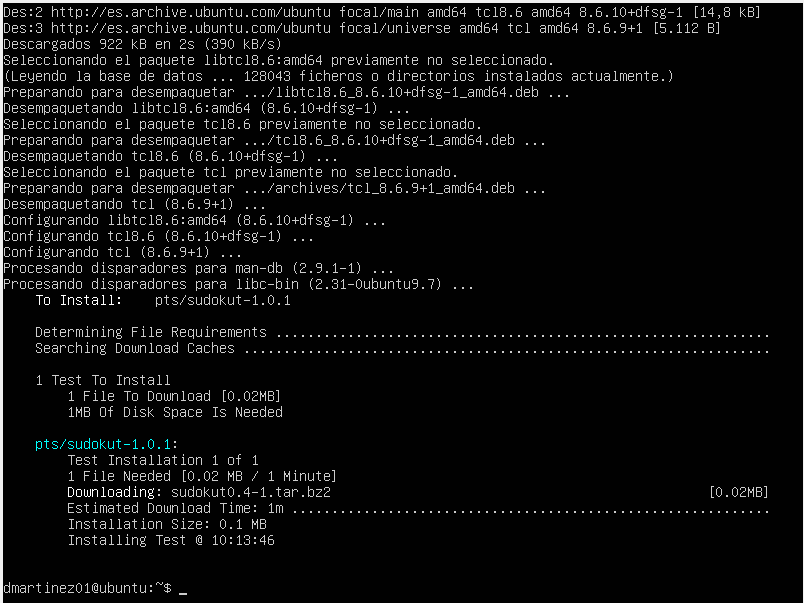 Des:2 http://es.archive.ubuntu.com/ubuntu focal/main amd64 tcl8.6 amd64 8.6.10+dfsg-1 [14,8 kB]
Des:3 http://es.archive.ubuntu.com/ubuntu focal/universe amd64 tcl amd64 8.6.9+1 [5.112 B]
Descargados 922 kB en 2s (390 kB/s)
Seleccionando el paquete libtcl8.6:amd64 previamente no seleccionado.
(Leyendo la base de datos ... 128043 ficheros o directorios instalados actualmente.)
Preparando para desempaquetar .../libtcl8.6_8.6.10+dfsg-1_amd64.deb ...
Desempaquetando libtcl8.6:amd64 (8.6.10+dfsg-1) ...
Seleccionando el paquete tcl8.6 previamente no seleccionado.
Preparando para desempaquetar .../tcl8.6_8.6.10+dfsg-1_amd64.deb ...
Desempaquetando tcl8.6 (8.6.10+dfsg-1) ...
Seleccionando el paquete tcl previamente no seleccionado.
Preparando para desempaquetar .../archives/tcl_8.6.9+1_amd64.deb ...
Desempaquetando tcl (8.6.9+1) ...
Configurando libtcl8.6:amd64 (8.6.10+dfsg-1) ...
Configurando tcl8.6 (8.6.10+dfsg-1) ...
Configurando tcl (8.6.9+1) ...
Procesando disparadores para man-db (2.9.1-1) ...
Procesando disparadores para libc-bin (2.31-0ubuntu9.7) ...
To Install:    pts/sudokut-1.0.1
Determining File Requirements ..............................................................
Searching Download Caches ..................................................................
1 Test To Install
1 File To Download [0.02MB]
1MB Of Disk Space Is Needed
pts/sudokut-1.0.1:
Test Installation 1 of 1
1 File Needed [0.02 MB / 1 Minute]
Downloading: sudokut0.4-1.tar.bz2 [0.02MB]
Estimated Download Time: 1m ............................................................
Installation Size: 0.1 MB
Installing Test @ 10:13:46
dmartinez01@ubuntu:~$ _